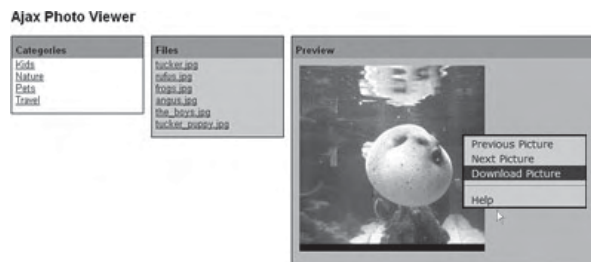 Ajax Photo Viewer
Categories
Kids
Nature
Pets
Travel
Files
tucker.jpg
rufus.jpg
frogs.jpg
angus.jpg
the_boys.jpg
tucker_puppy.jpg
Preview
Previous Picture
Next Picture
Download Picture
Help